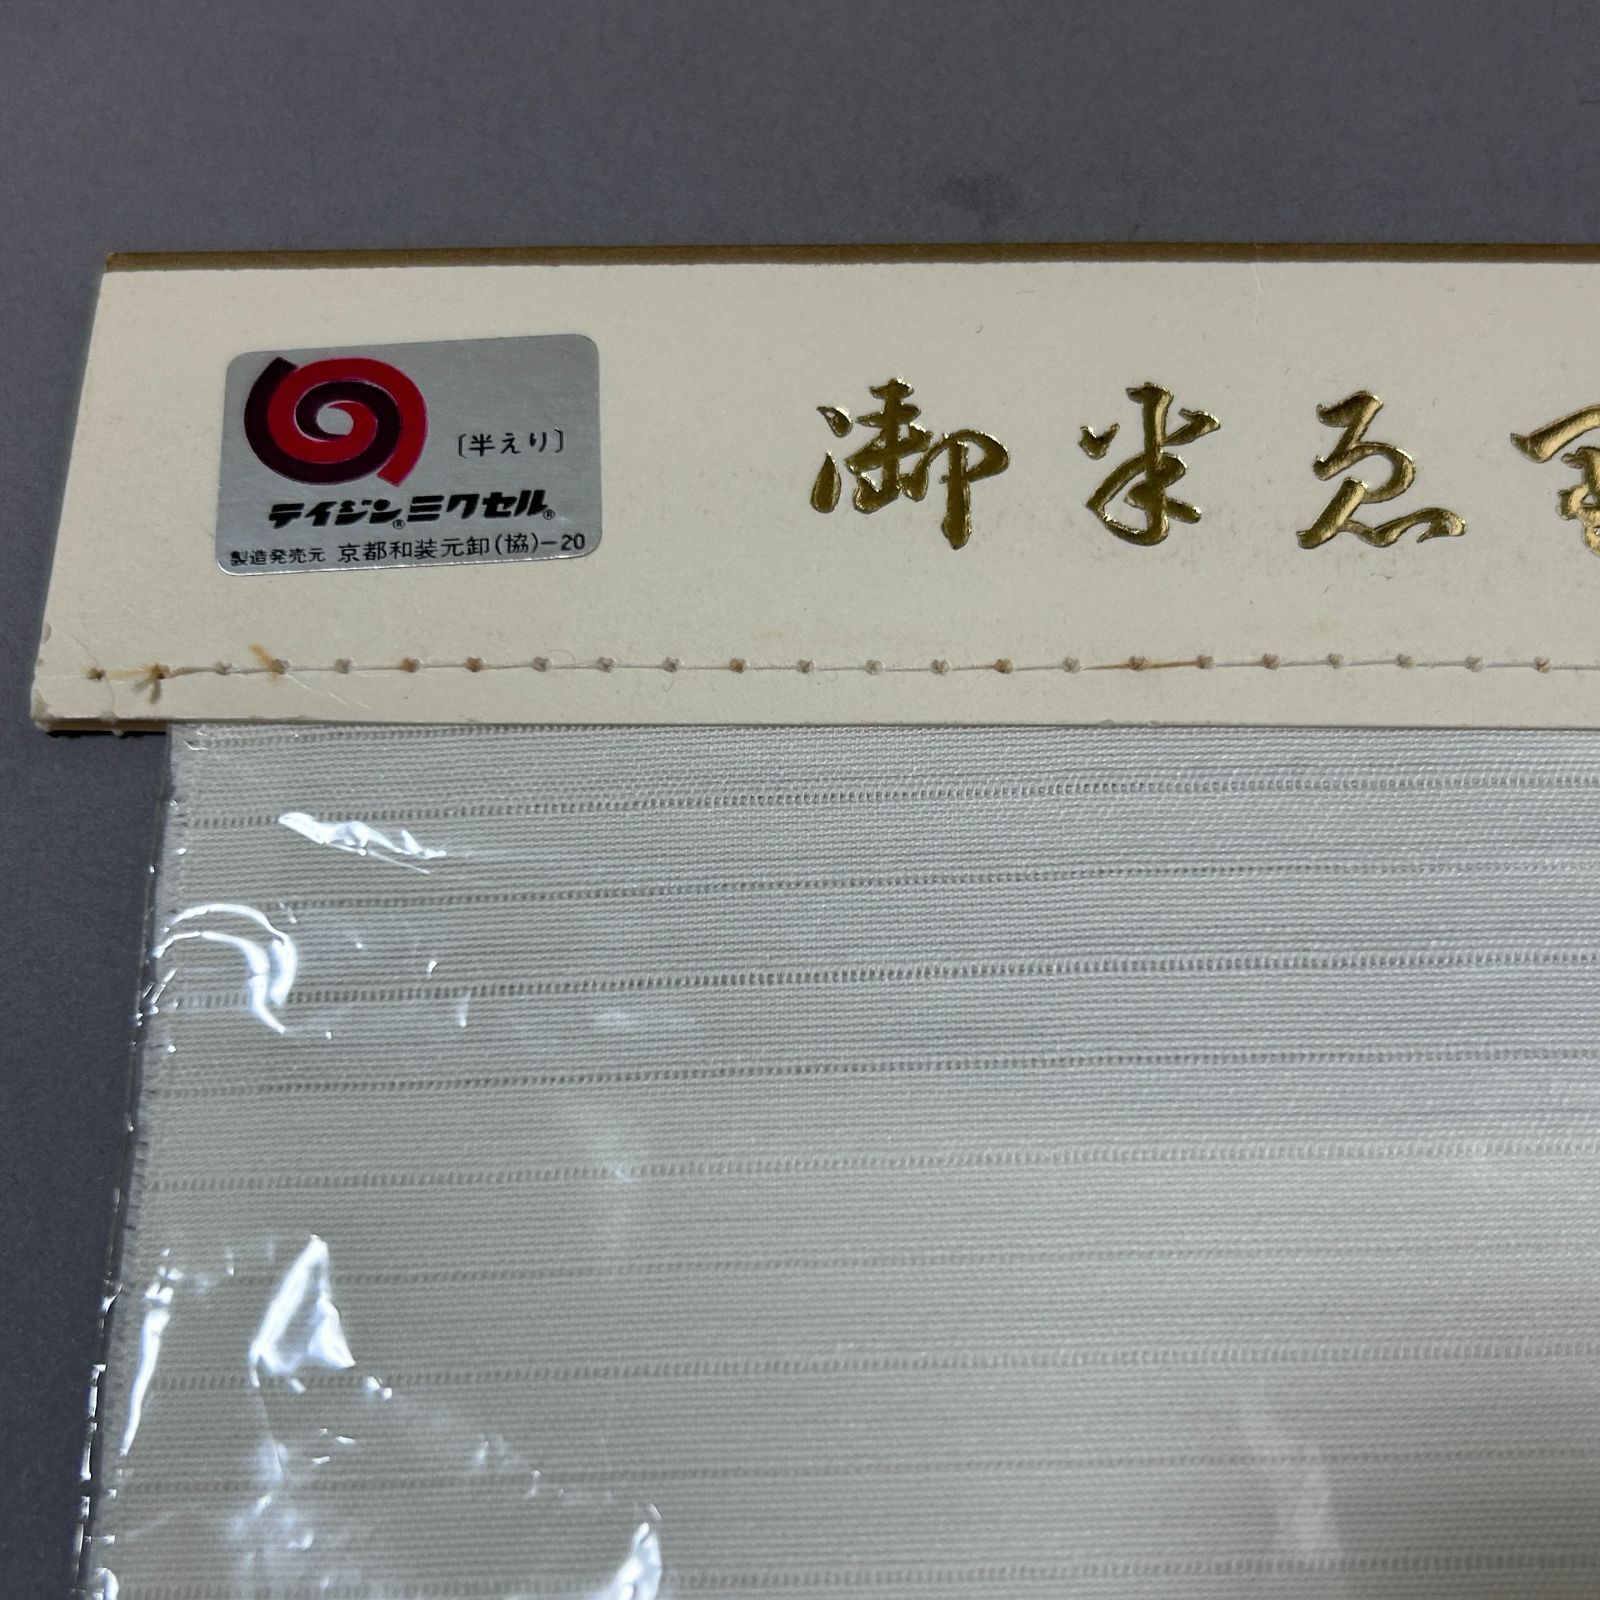 〔半えり〕
テイジン®ミクセル®
製造発売元 京都和装元卸(協)-20
御半ゑ